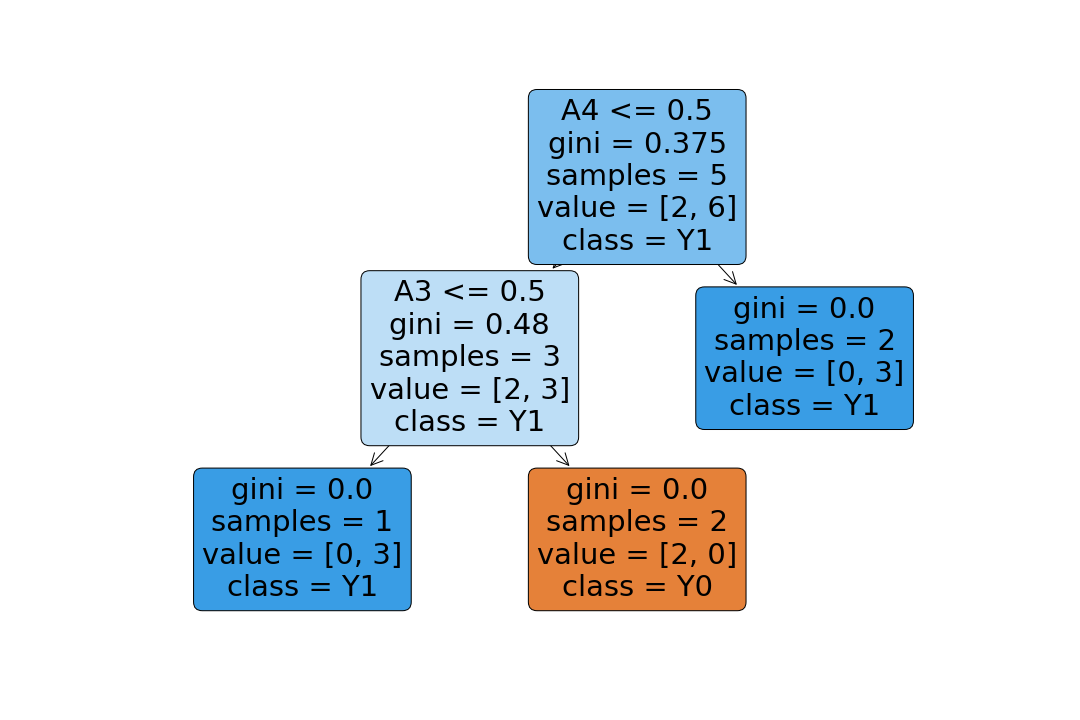 A4 <= 0.5
gini = 0.375
samples = 5
value = [2, 6]
class = Y1
A3 <= 0.5
gini = 0.48
samples = 3
value = [2, 3]
class = Y1
gini = 0.0
samples = 2
value = [0, 3]
class = Y1
gini = 0.0
samples = 1
value = [0, 3]
class = Y1
gini = 0.0
samples = 2
value = [2, 0]
class = Y0